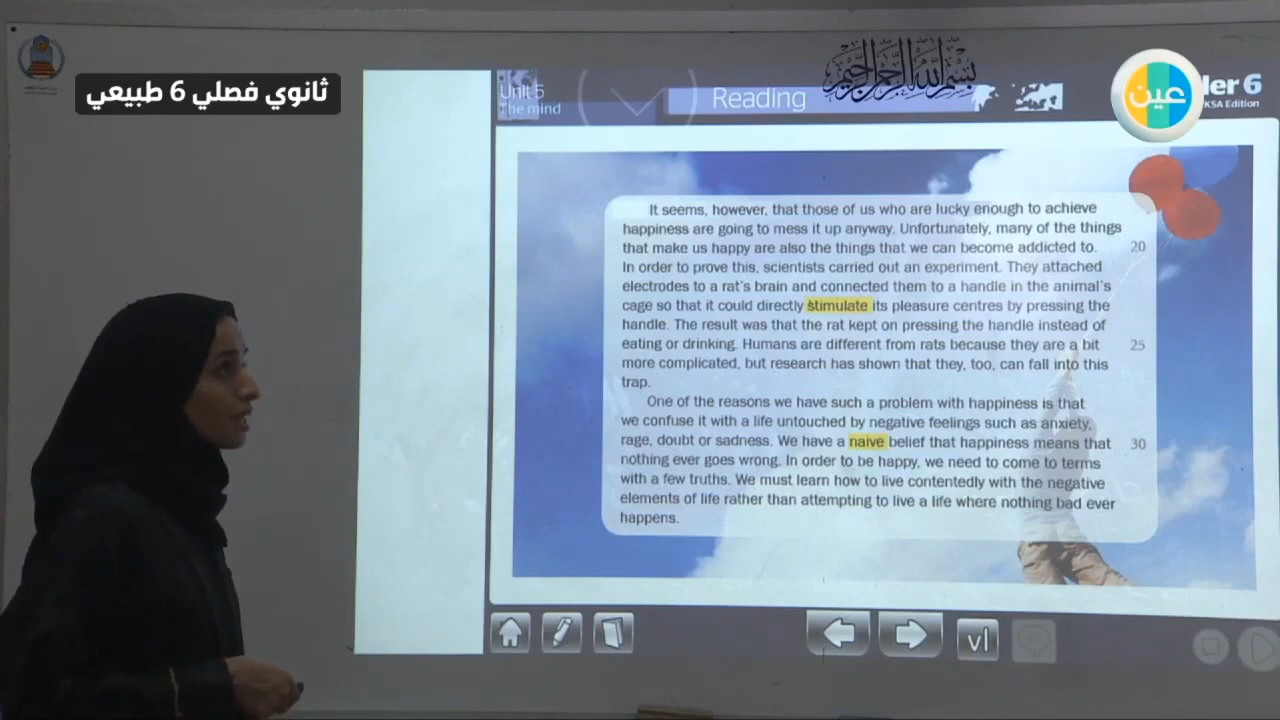 ثانوي فصلي 6 طبيعي
Unit 5
The mind
Reading
بسم الله الرحمن الرحيم
عين
ler 6
KSA Edition
It seems, however, that those of us who are lucky enough to achieve
happiness are going to mess it up anyway. Unfortunately, many of the things
that make us happy are also the things that we can become addicted to. 20
In order to prove this, scientists carried out an experiment. They attached
electrodes to a rat's brain and connected them to a handle in the animal's
cage so that it could directly stimulate its pleasure centres by pressing the
handle. The result was that the rat kept on pressing the handle instead of
eating or drinking. Humans are different from rats because they are a bit 25
more complicated, but research has shown that they, too, can fall into this
trap.
One of the reasons we have such a problem with happiness is that
we confuse it with a life untouched by negative feelings such as anxiety,
rage, doubt or sadness. We have a naive belief that happiness means that 30
nothing ever goes wrong. In order to be happy, we need to come to terms
with a few truths. We must learn how to live contentedly with the negative
elements of life rather than attempting to live a life where nothing bad ever
happens.
vl